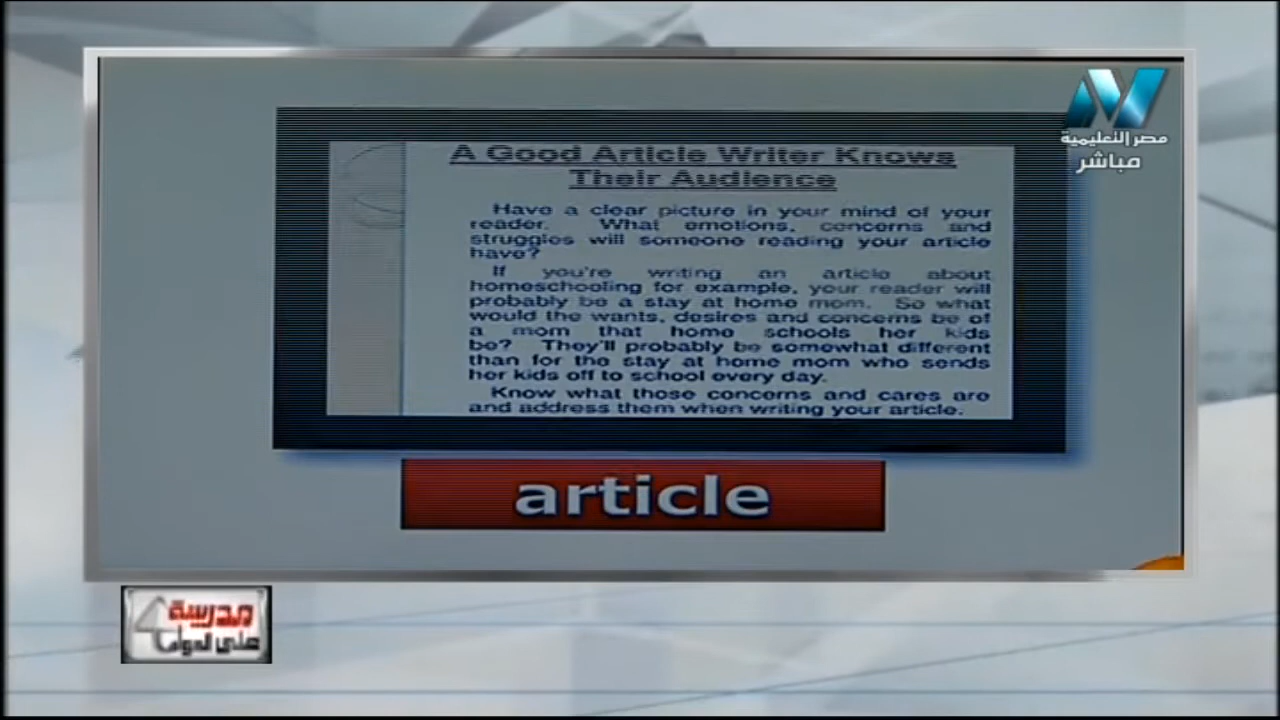 مصر التعليمية
مباشر
A Good Article Writer Knows
Their Audience
Have a clear picture in your mind of your
reader. What emotions, concerns and
struggles will someone reading your article
have?
If you're writing an article about
homeschooling for example, your reader will
probably be a stay at home mom. So what
would the wants, desires and concerns be of
a mom that home schools her kids
be? They'll probably be somewhat different
than for the stay at home mom who sends
her kids off to school every day.
Know what those concerns and cares are
and address them when writing your article.
article
مدرسة
على الهواء